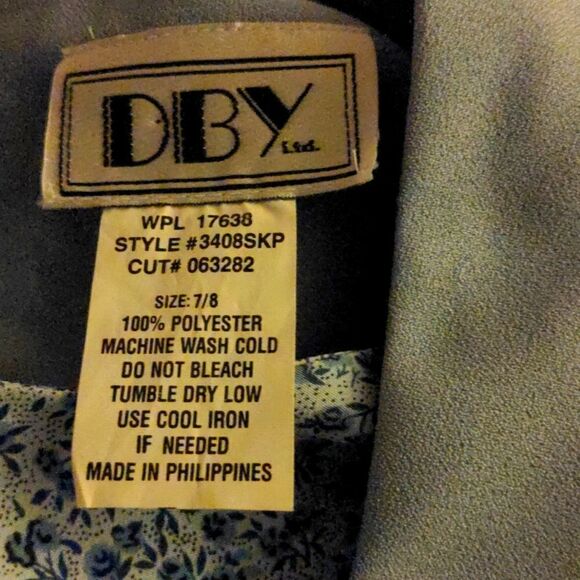 DBY Ltd.
WPL 17638
STYLE #3408SKP
CUT# 063282
SIZE: 7/8
100% POLYESTER
MACHINE WASH COLD
DO NOT BLEACH
TUMBLE DRY LOW
USE COOL IRON
IF NEEDED
MADE IN PHILIPPINES